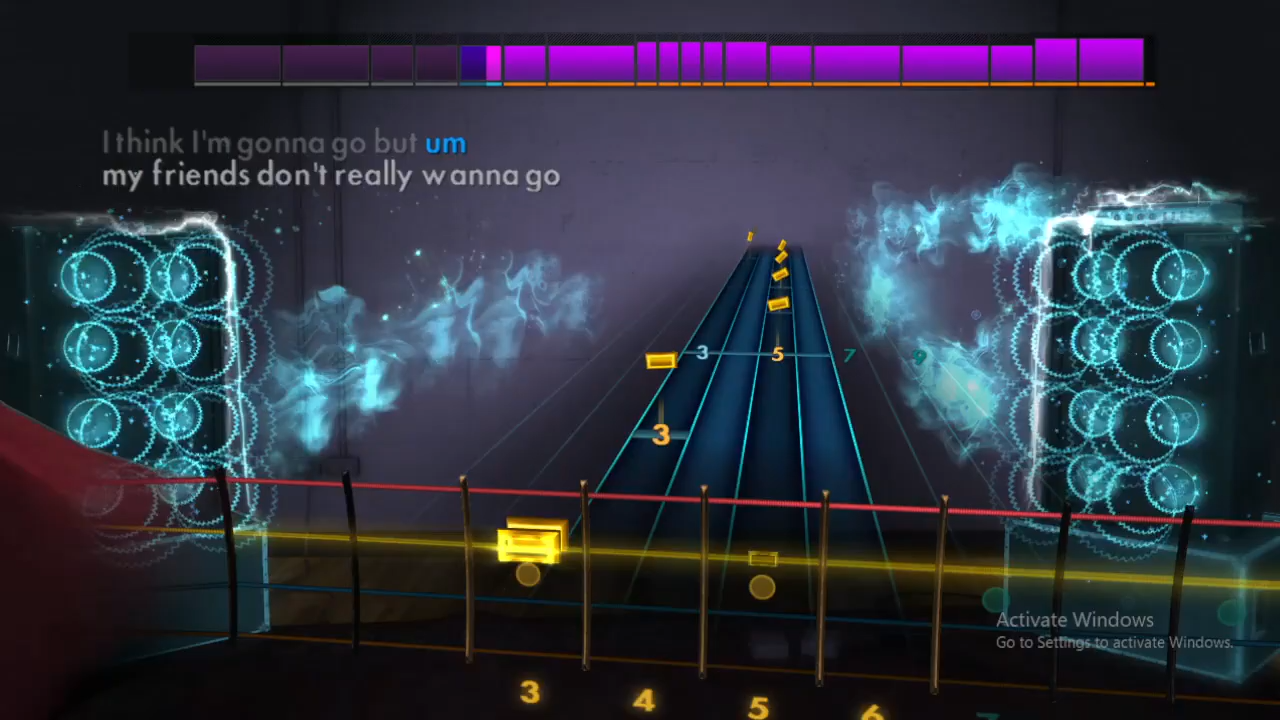 I think I'm gonna go but um
my friends don't really wanna go
3 5 7 9
3
Activate Windows
Go to Settings to activate Windows.
3 4 5 6 7